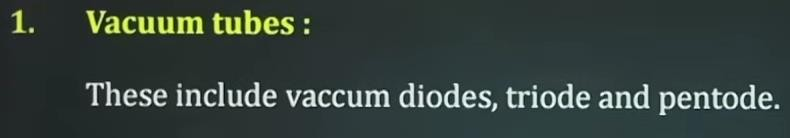 1. Vacuum tubes :
These include vaccum diodes, triode and pentode.